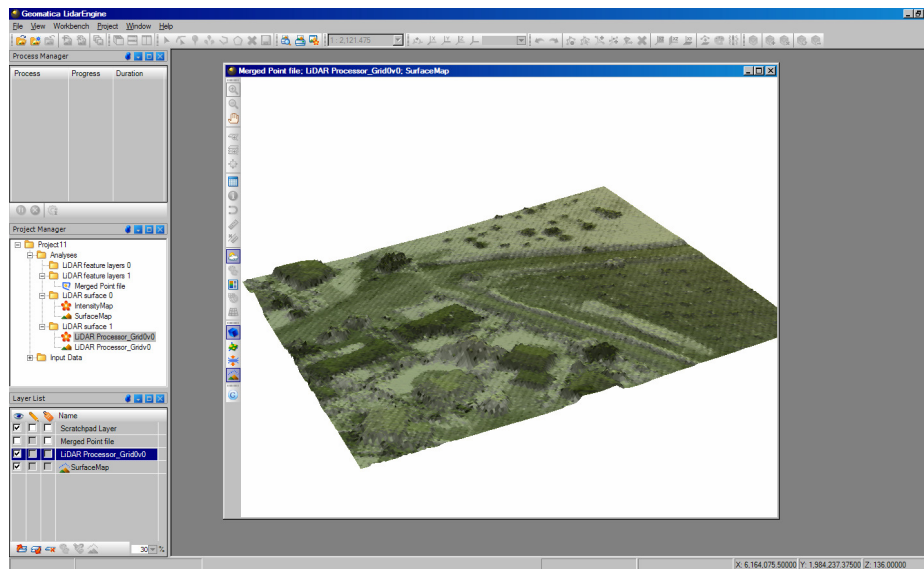 Geomatica LidarEngine
File View Workbench Project Window Help
1 : 2,121.475
Process Manager
Process Progress Duration
Project Manager
Project11
Analyses
LiDAR feature layers 0
LiDAR feature layers 1
Merged Point file
LiDAR surface 0
IntensityMap
SurfaceMap
LiDAR surface 1
LiDAR Processor_Grid0v0
LiDAR Processor_Gridv0
Input Data
Layer List
Name
Scratchpad Layer
Merged Point file
LiDAR Processor_Grid0v0
SurfaceMap
30 %
Merged Point file; LiDAR Processor_Grid0v0; SurfaceMap
X: 6,164,075.50000 Y: 1,984,237.37500 Z: 136.00000